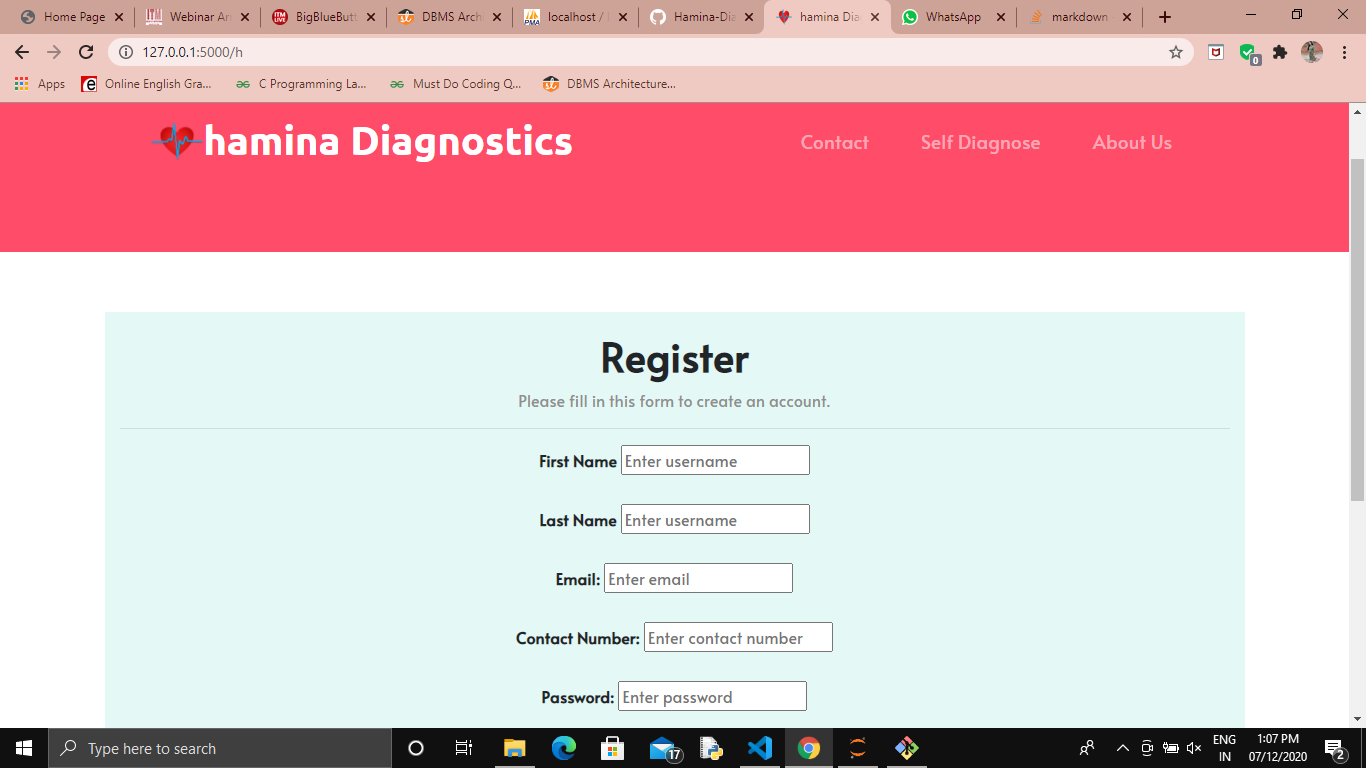 Home Page
Webinar An
BigBlueButt
DBMS Archi
localhost /
Hamina-Dia
hamina Dia
WhatsApp
markdown
127.0.0.1:5000/h
0
Apps
Online English Gra...
C Programming La...
Must Do Coding Q...
DBMS Architecture...
hamina Diagnostics
Contact
Self Diagnose
About Us
Register
Please fill in this form to create an account.
First Name Enter username
Last Name Enter username
Email: Enter email
Contact Number: Enter contact number
Password: Enter password
Type here to search
17
ENG
IN
1:07 PM
07/12/2020
2